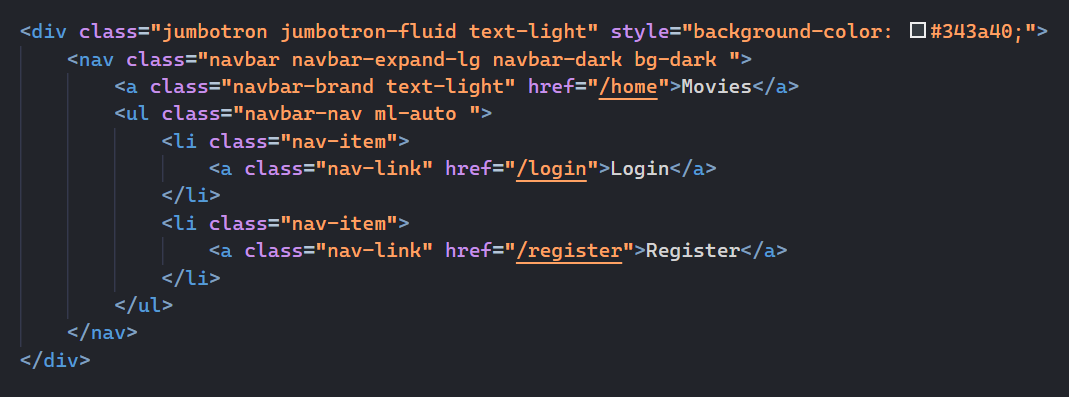 <div class="jumbotron jumbotron-fluid text-light" style="background-color: #343a40;">
<nav class="navbar navbar-expand-lg navbar-dark bg-dark ">
<a class="navbar-brand text-light" href="/home">Movies</a>
<ul class="navbar-nav ml-auto ">
<li class="nav-item">
<a class="nav-link" href="/login">Login</a>
</li>
<li class="nav-item">
<a class="nav-link" href="/register">Register</a>
</li>
</ul>
</nav>
</div>